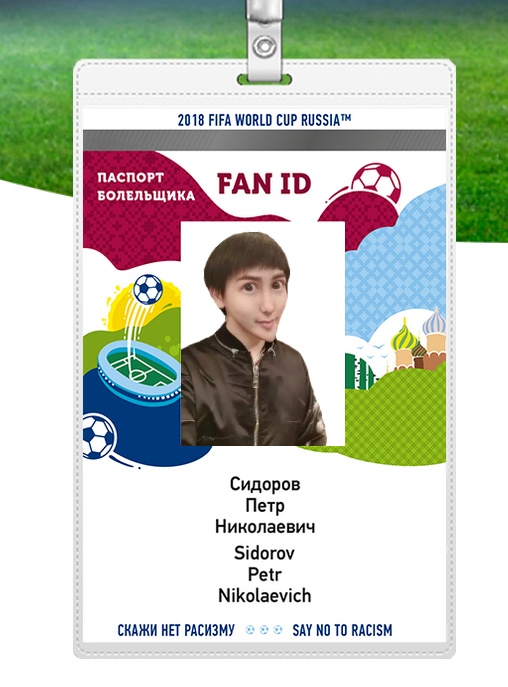 2018 FIFA WORLD CUP RUSSIA™
ПАСПОРТ
БОЛЕЛЬЩИКА
FAN ID
Сидоров
Петр
Николаевич
Sidorov
Petr
Nikolaevich
СКАЖИ НЕТ РАСИЗМУ SAY NO TO RACISM